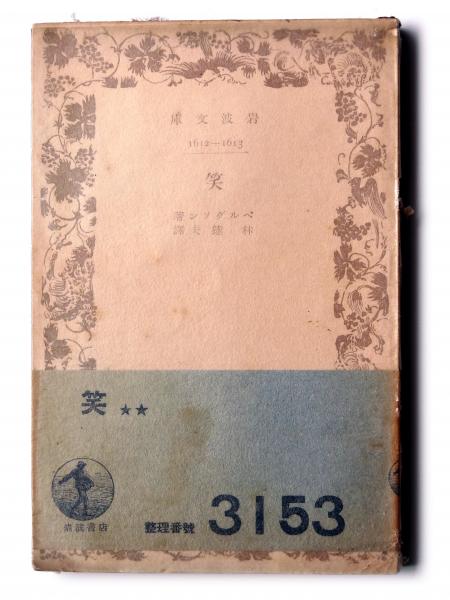 庫文波岩
1612—1613
笑
著ンソグルベ
譯夫達林
笑 ★★
岩波書店
整理番號 3153